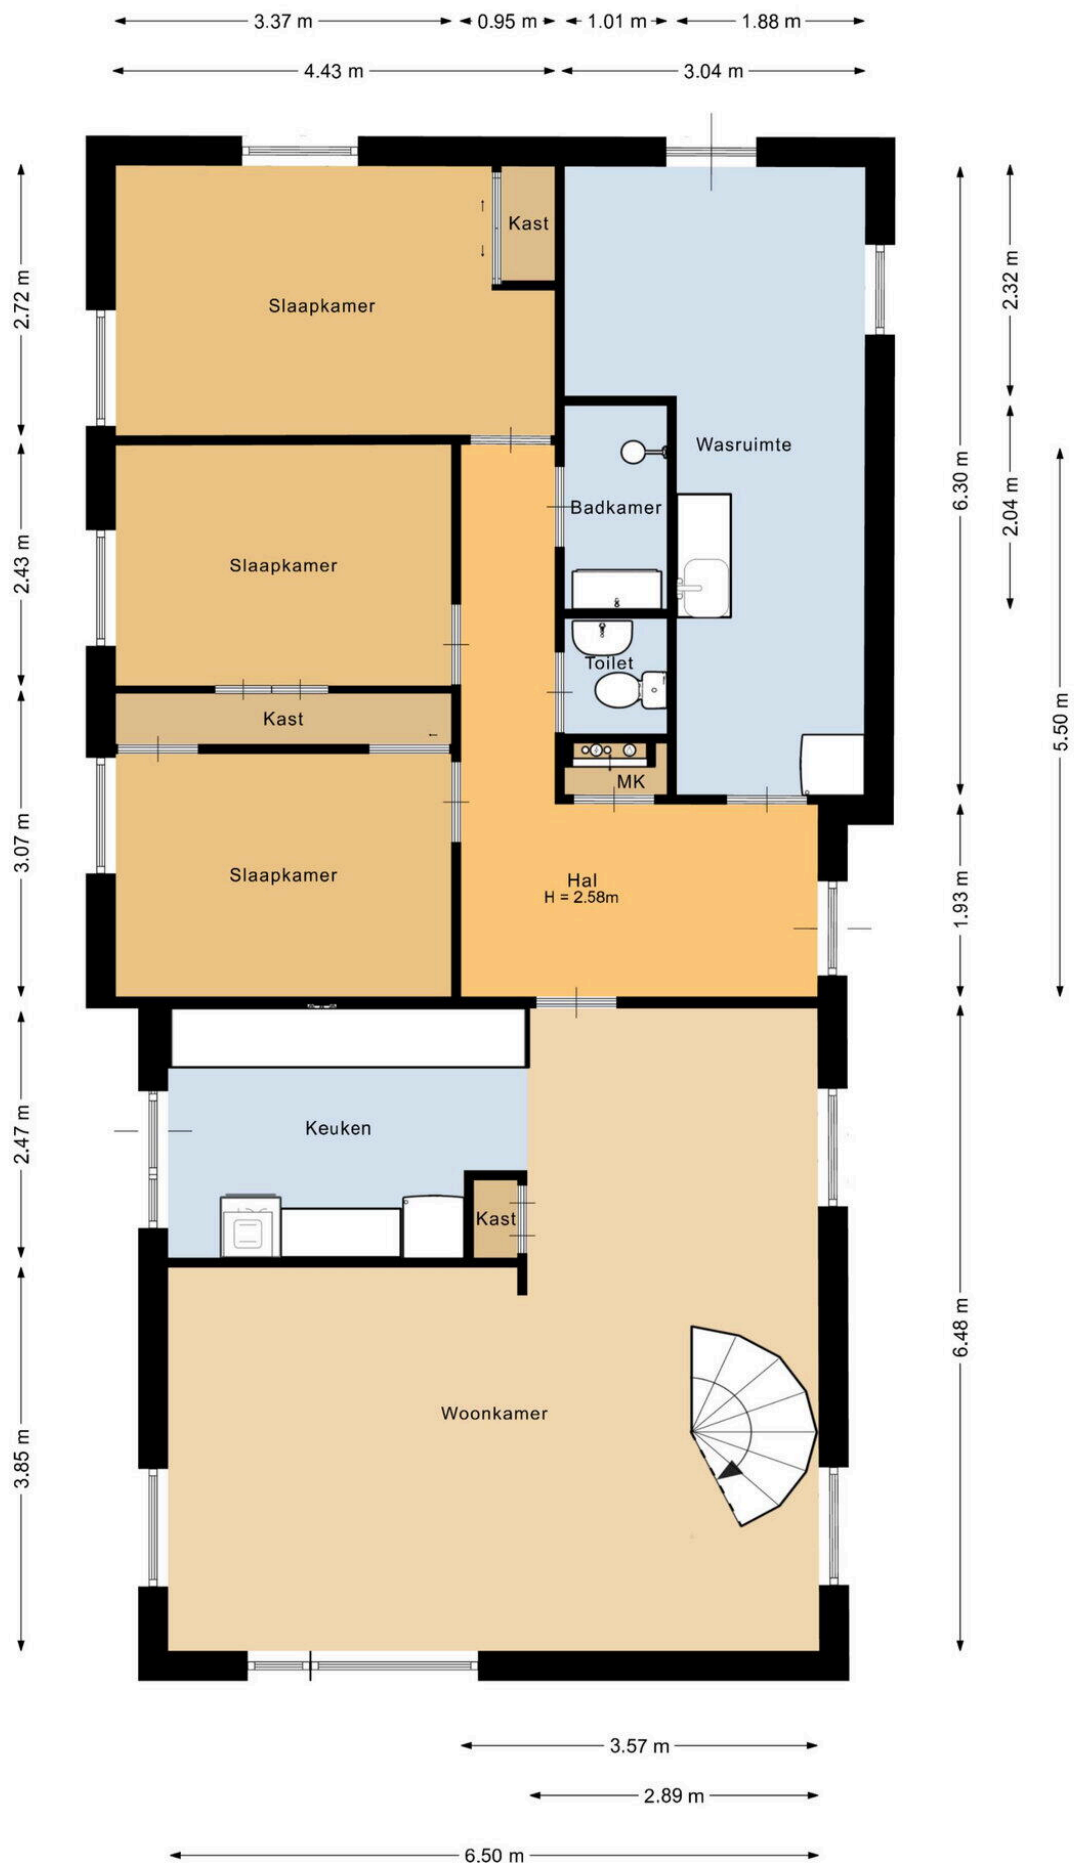 3.37 m 0.95 m 1.01 m 1.88 m
4.43 m 3.04 m
Kast
Slaapkamer
2.72 m
2.32 m
Wasruimte
6.30 m
2.04 m
Badkamer
Slaapkamer
2.43 m
Toilet
Kast
5.50 m
MK
3.07 m
Slaapkamer
Hal
H = 2.58m
1.93 m
Keuken
2.47 m
Kast
6.48 m
Woonkamer
3.85 m
3.57 m
2.89 m
6.50 m